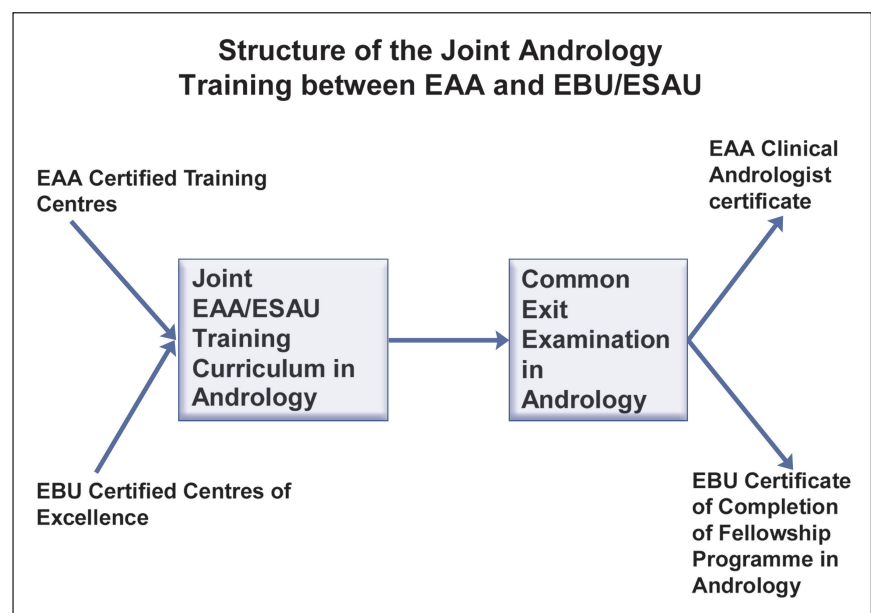 Structure of the Joint Andrology
Training between EAA and EBU/ESAU
EAA Certified Training
Centres
EBU Certified Centres of
Excellence
Joint
EAA/ESAU
Training
Curriculum in
Andrology
Common
Exit
Examination
in
Andrology
EAA Clinical
Andrologist
certificate
EBU Certificate
of Completion
of Fellowship
Programme in
Andrology